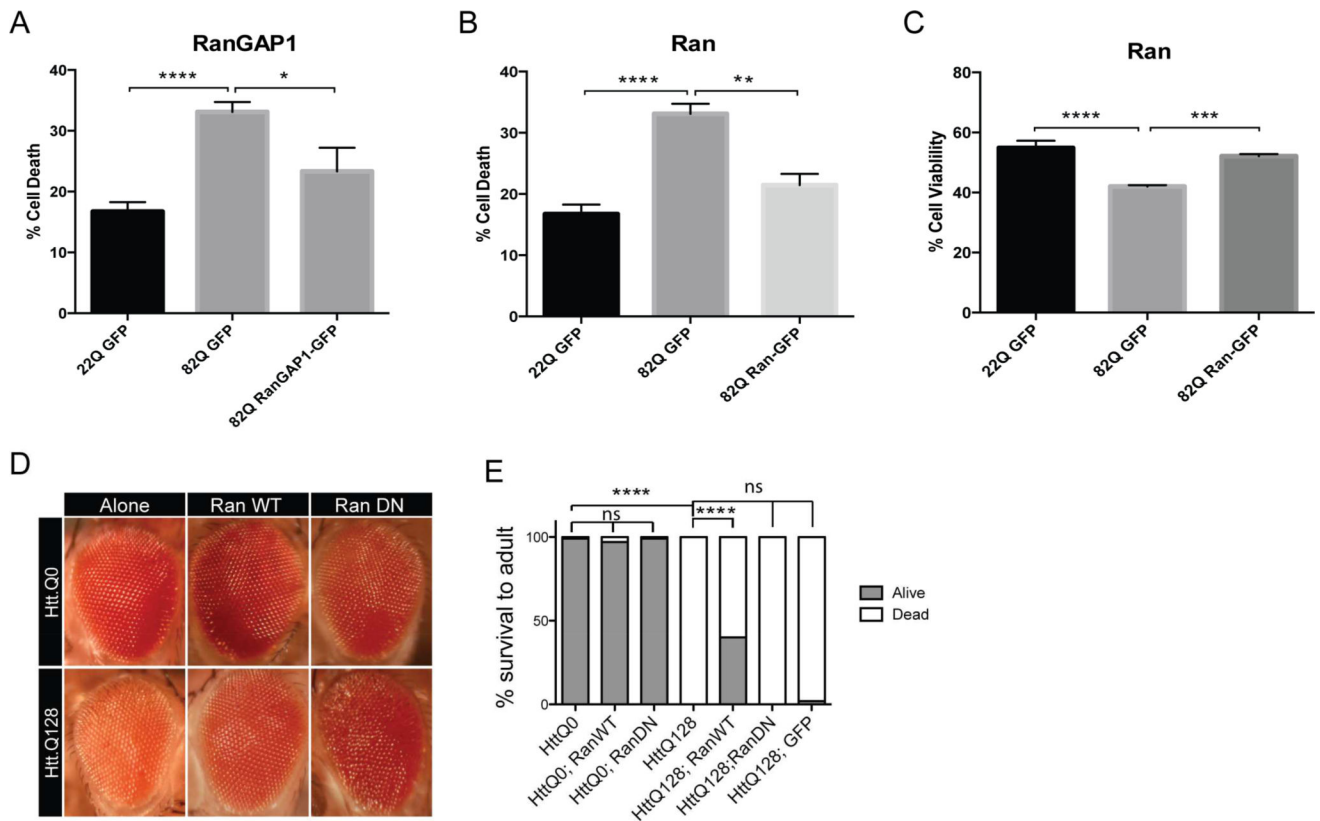 A
RanGAP1
****
*
% Cell Death
40
30
20
10
0
22Q GFP
82Q GFP
82Q RanGAP1-GFP
B
Ran
****
**
% Cell Death
40
30
20
10
0
22Q GFP
82Q GFP
82Q Ran-GFP
C
Ran
****
***
% Cell Viablility
80
60
40
20
0
22Q GFP
82Q GFP
82Q Ran-GFP
D
Alone
Ran WT
Ran DN
Htt.Q0
Htt.Q128
E
****
ns
ns
****
% survival to adult
100
50
0
HttQ0
HttQ0; RanWT
HttQ0; RanDN
HttQ128
HttQ128; RanWT
HttQ128;RanDN
HttQ128; GFP
Alive
Dead